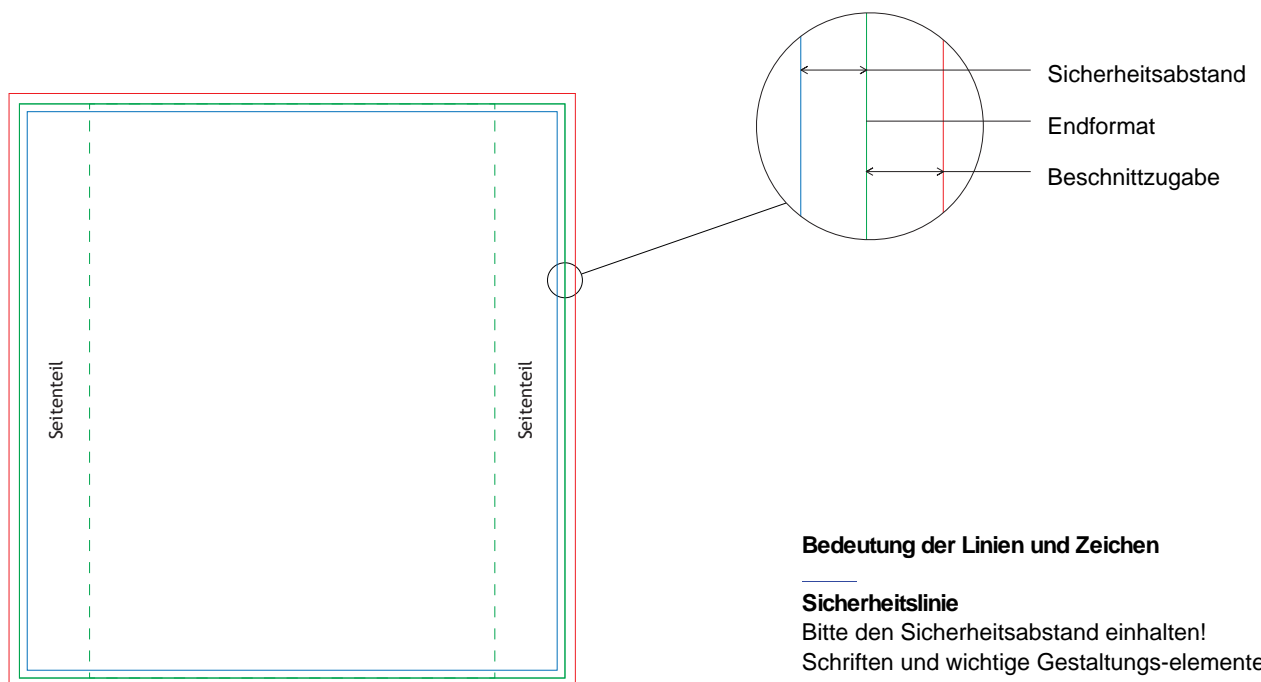 Sicherheitsabstand
Endformat
Beschnittzugabe
Seitenteil
Seitenteil
Bedeutung der Linien und Zeichen
Sicherheitslinie
Bitte den Sicherheitsabstand einhalten!
Schriften und wichtige Gestaltungs-elemente